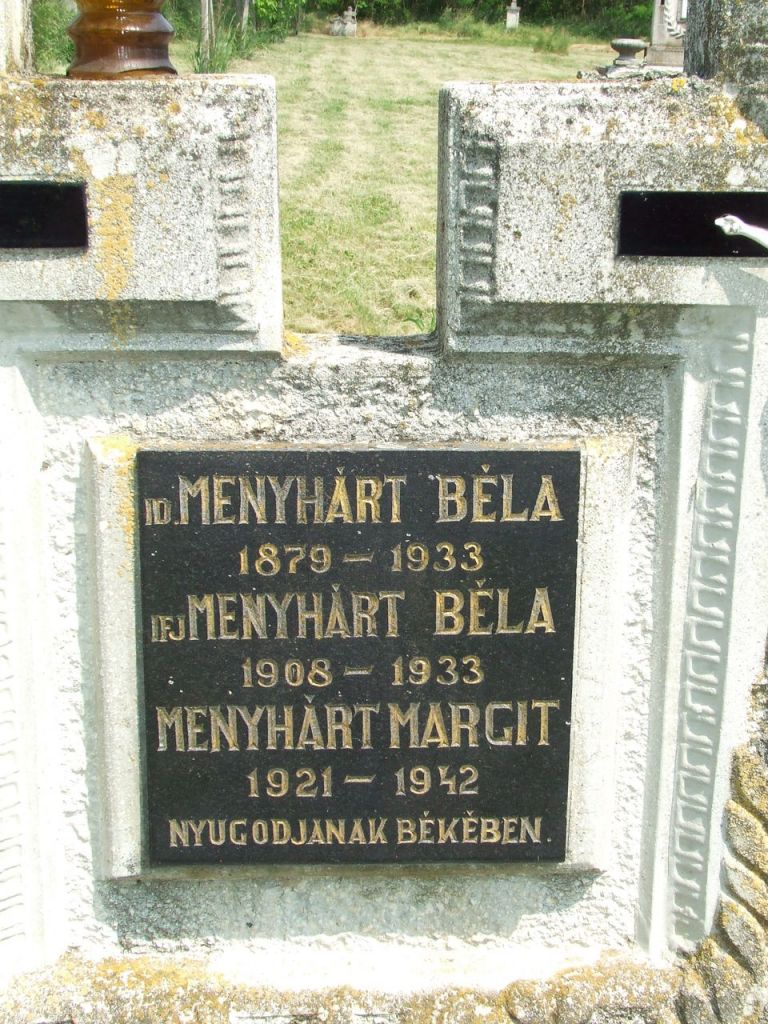 ID. MENYHÁRT BÉLA
1879 – 1933
IFJ MENYHÁRT BÉLA
1908 – 1933
MENYHÁRT MARGIT
1921 – 1942
NYUGODJANAK BÉKÉBEN.